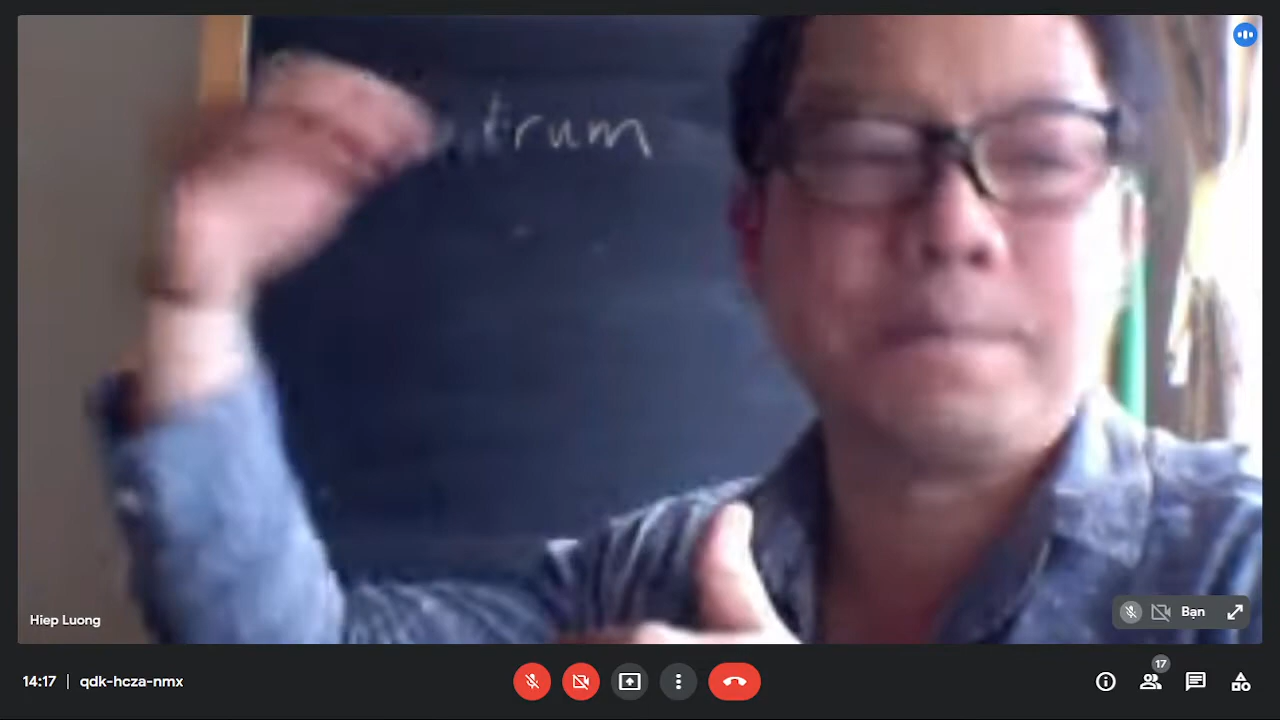 trum
Hiep Luong
Bạn
14:17 | qdk-hcza-nmx
17